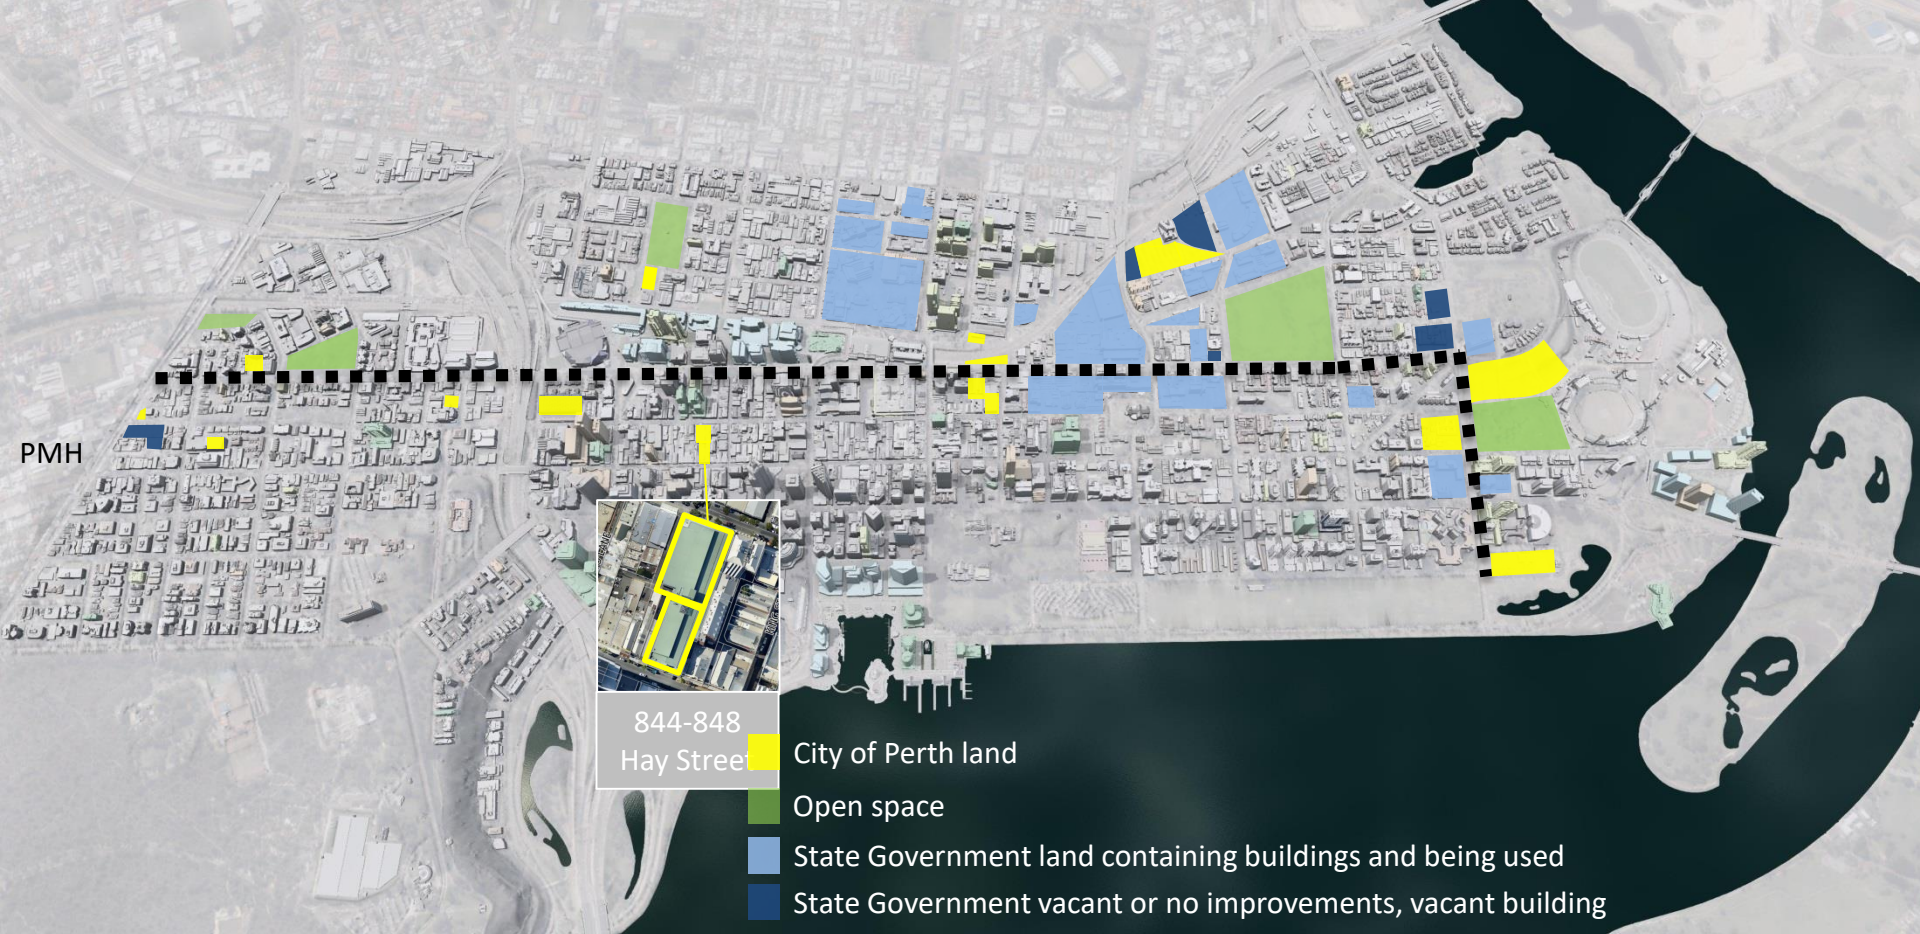 PMH
844-848
Hay Street
City of Perth land
Open space
State Government land containing buildings and being used
State Government vacant or no improvements, vacant building